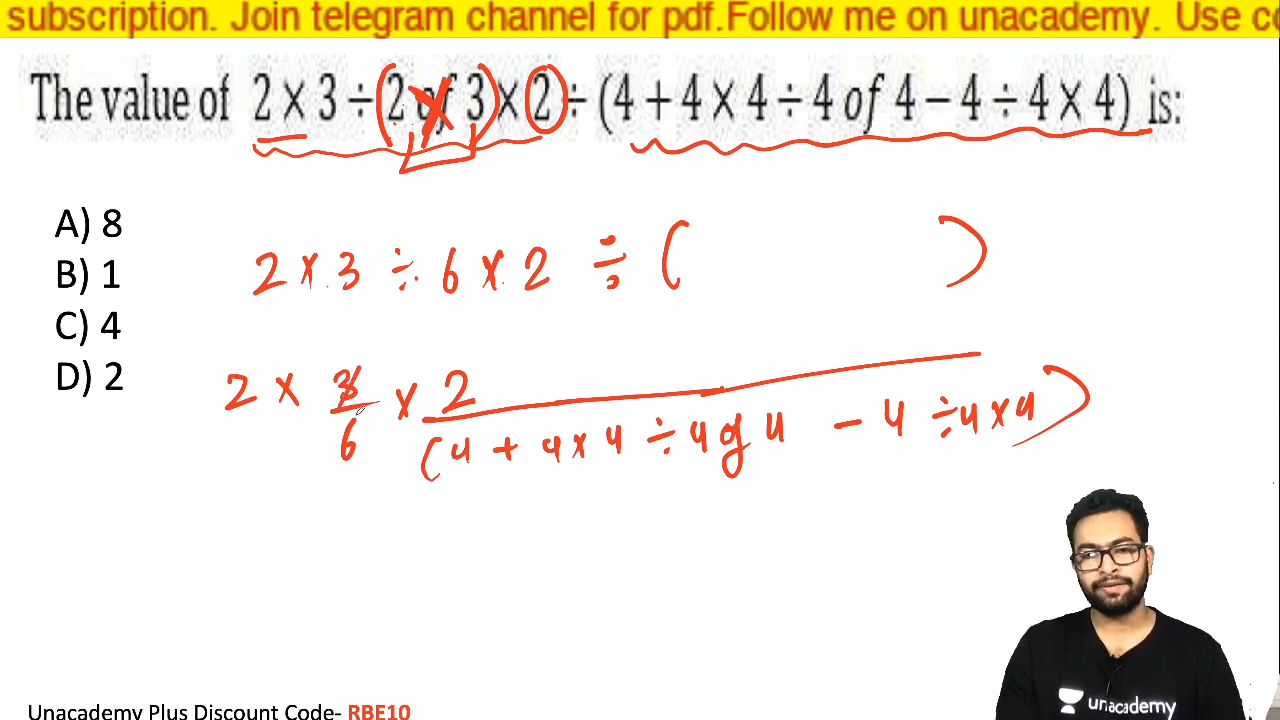 subscription. Join telegram channel for pdf.Follow me on unacademy. Use co
The value of 2 × 3 ÷ (2 of 3) × 2 ÷ (4 + 4 × 4 ÷ 4 of 4 − 4 ÷ 4 × 4) is:
A) 8
B) 1
C) 4
D) 2
2 × 3 ÷ 6 × 2 ÷ ( )
2 × 3/6 × 2/(4 + 4 × 4 ÷ 4 of 4 − 4 ÷ 4 × 4)
unacademy
Unacademy Plus Discount Code- RBE10